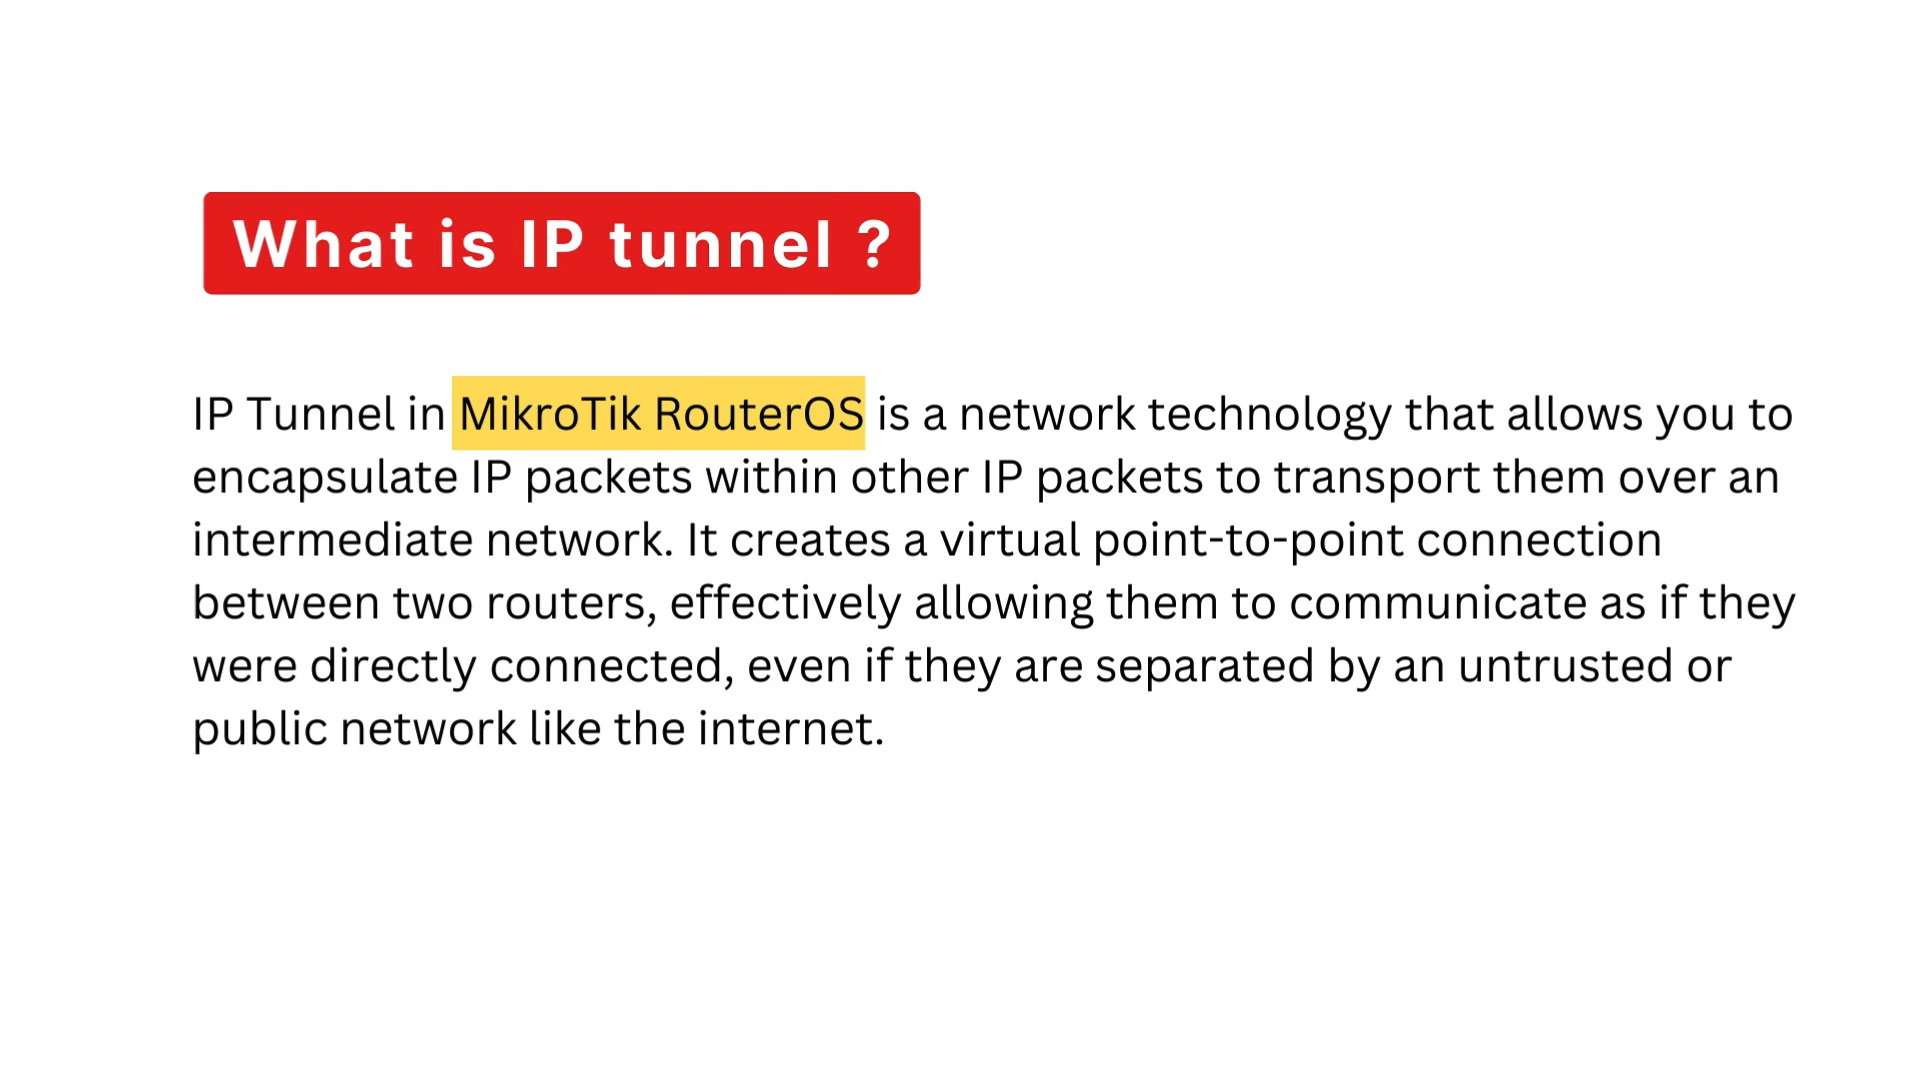 What is IP tunnel ?
IP Tunnel in MikroTik RouterOS is a network technology that allows you to
encapsulate IP packets within other IP packets to transport them over an
intermediate network. It creates a virtual point-to-point connection
between two routers, effectively allowing them to communicate as if they
were directly connected, even if they are separated by an untrusted or
public network like the internet.